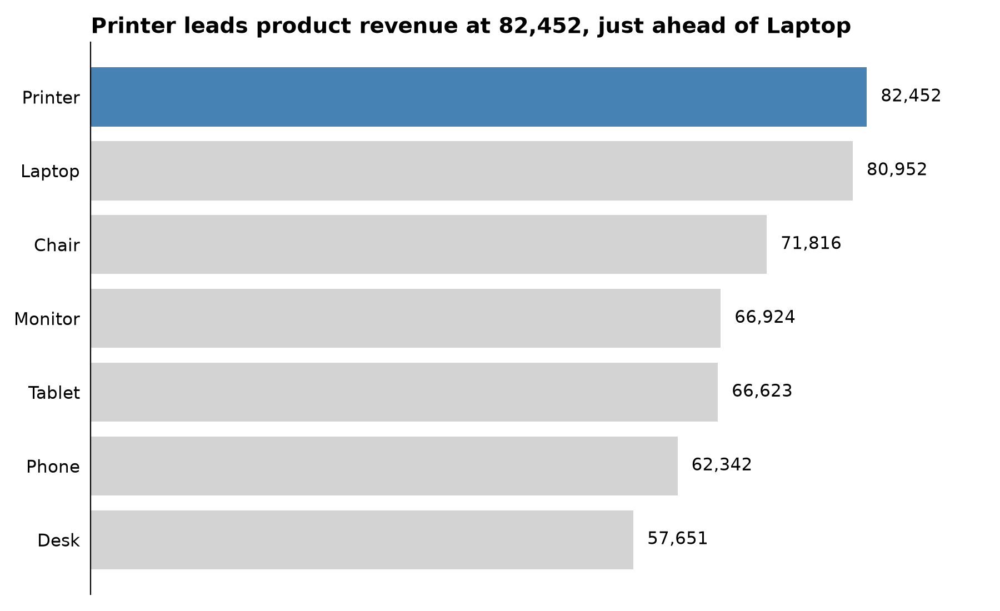 Printer leads product revenue at 82,452, just ahead of Laptop
Printer 82,452
Laptop 80,952
Chair 71,816
Monitor 66,924
Tablet 66,623
Phone 62,342
Desk 57,651